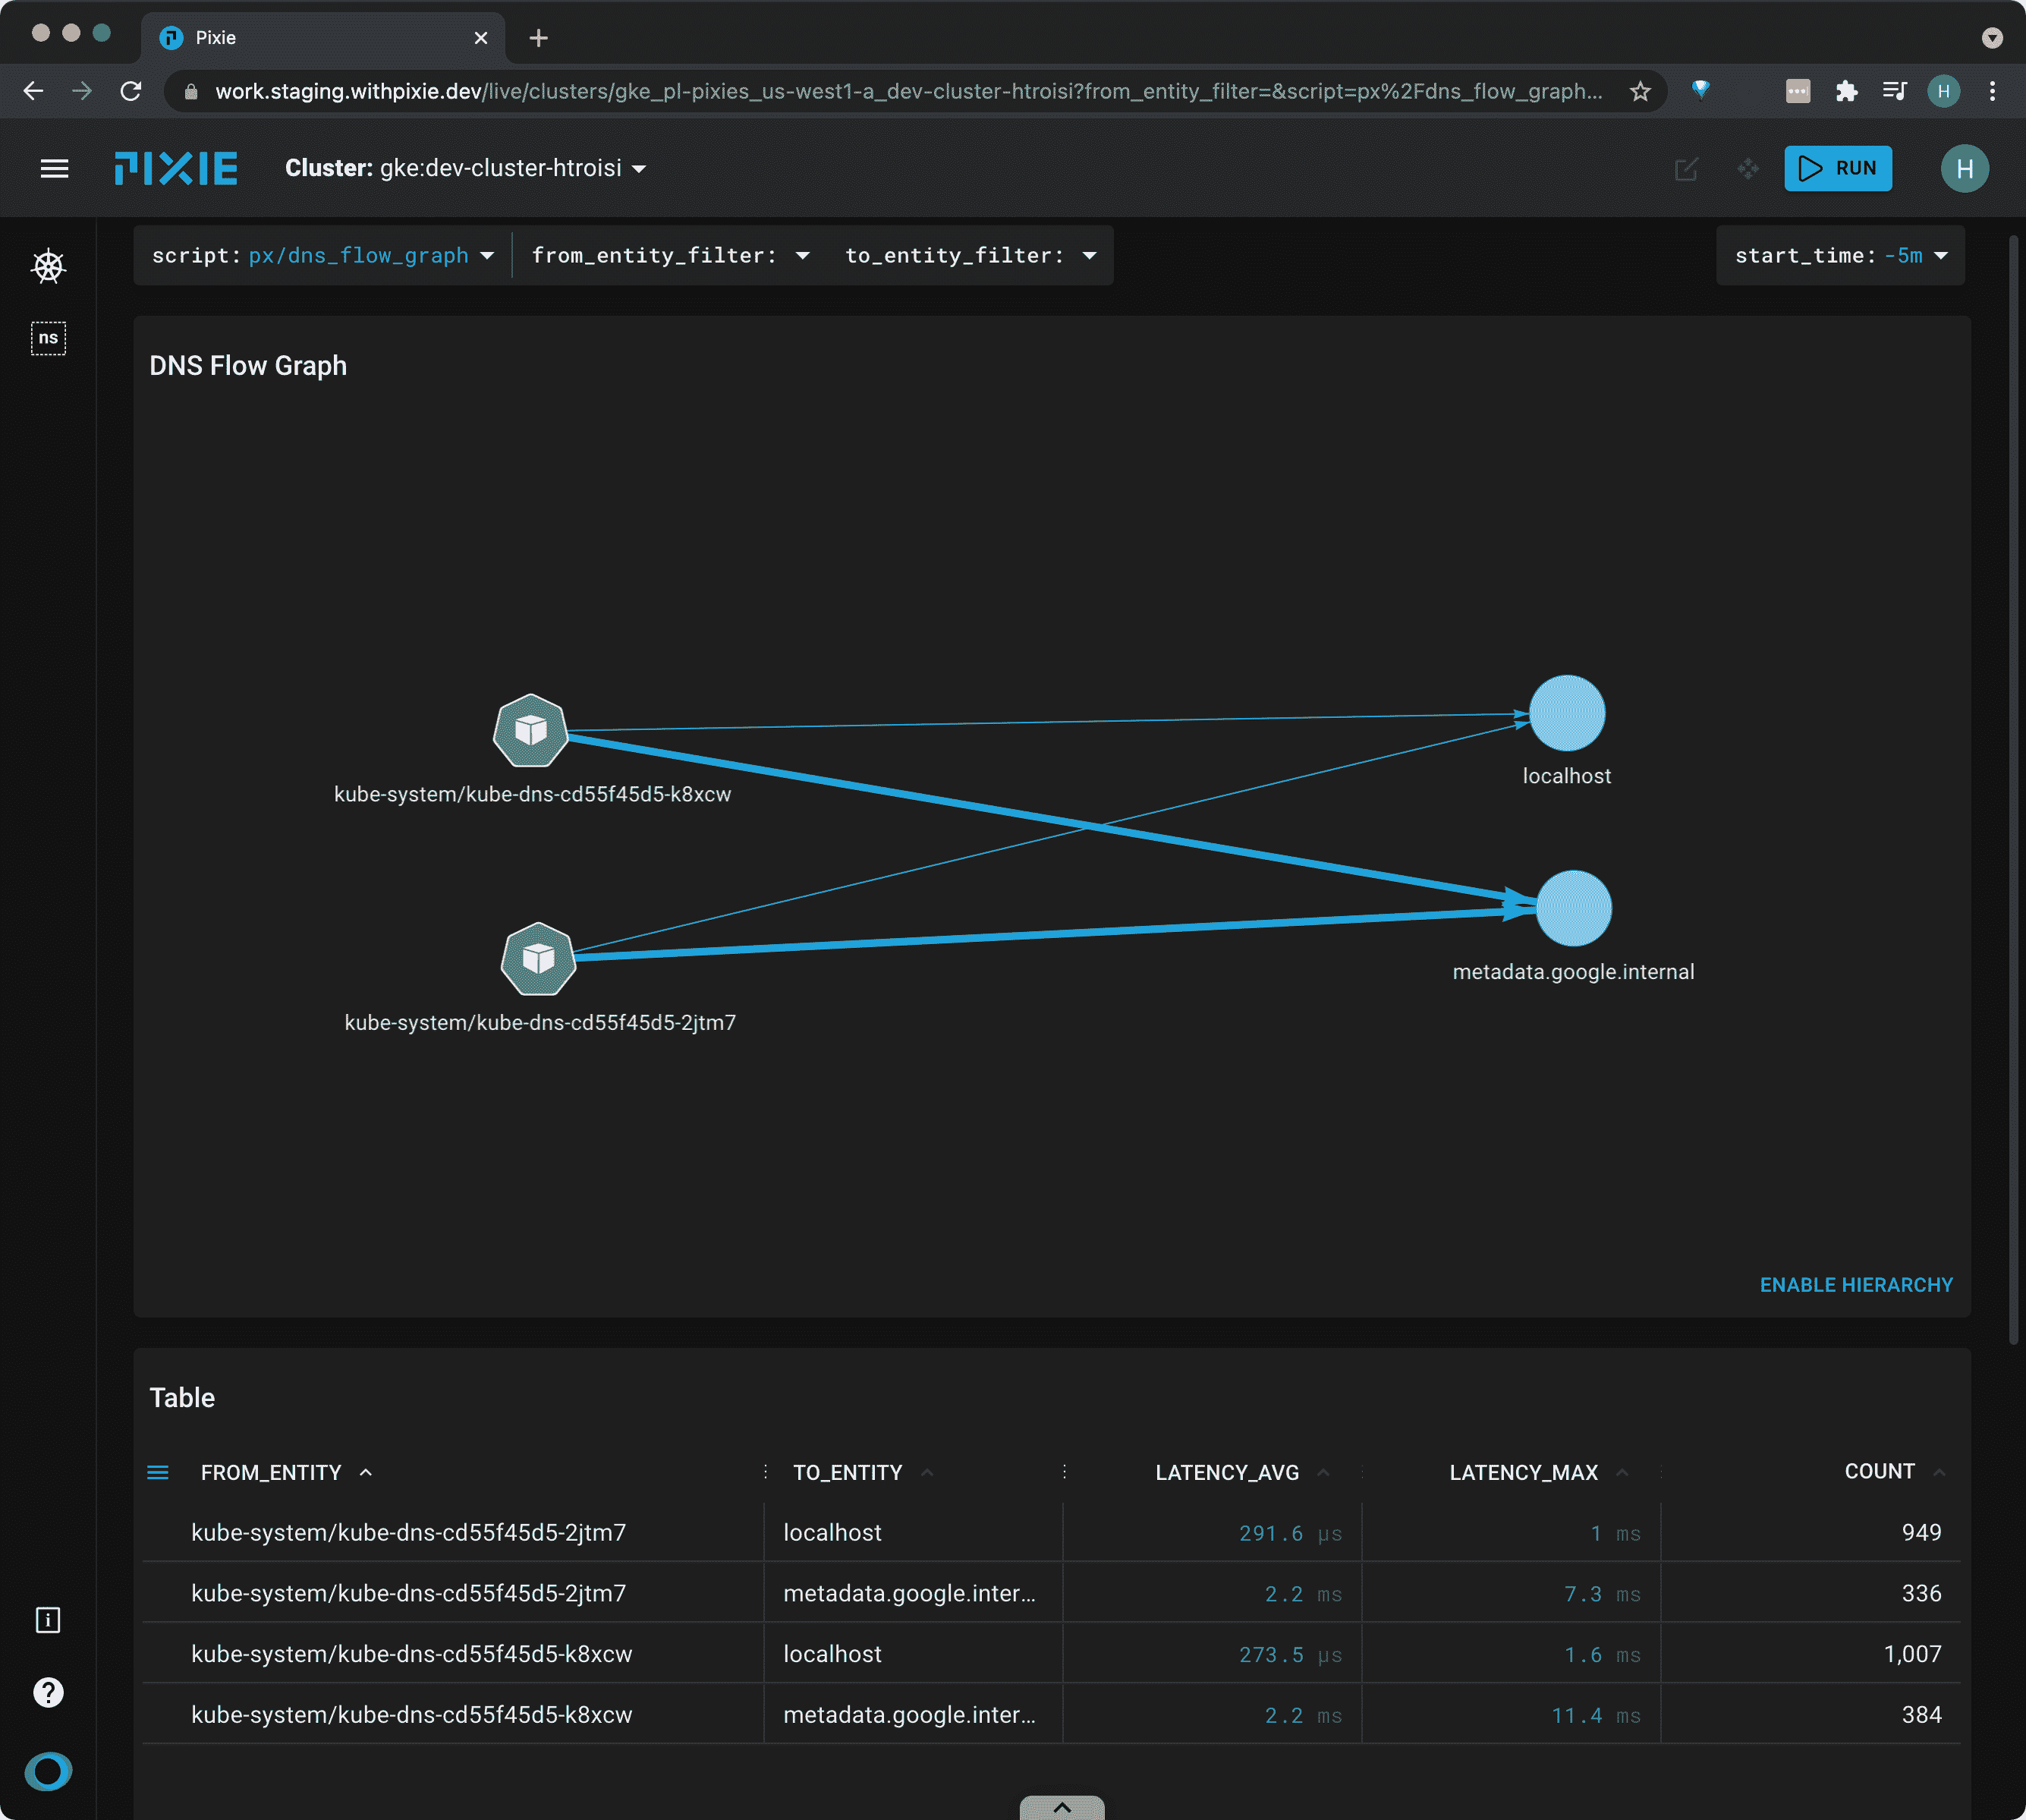 Pixie
work.staging.withpixie.dev/live/clusters/gke_pl-pixies_us-west1-a_dev-cluster-htroisi?from_entity_filter=&script=px%2Fdns_flow_graph...
H
PIXIE
Cluster: gke:dev-cluster-htroisi
RUN
H
script: px/dns_flow_graph
from_entity_filter:
to_entity_filter:
start_time: -5m
ns
DNS Flow Graph
localhost
kube-system/kube-dns-cd55f45d5-k8xcw
metadata.google.internal
kube-system/kube-dns-cd55f45d5-2jtm7
ENABLE HIERARCHY
Table
FROM_ENTITY TO_ENTITY LATENCY_AVG LATENCY_MAX COUNT
kube-system/kube-dns-cd55f45d5-2jtm7 localhost 291.6 µs 1 ms 949
kube-system/kube-dns-cd55f45d5-2jtm7 metadata.google.inter... 2.2 ms 7.3 ms 336
kube-system/kube-dns-cd55f45d5-k8xcw localhost 273.5 µs 1.6 ms 1,007
kube-system/kube-dns-cd55f45d5-k8xcw metadata.google.inter... 2.2 ms 11.4 ms 384